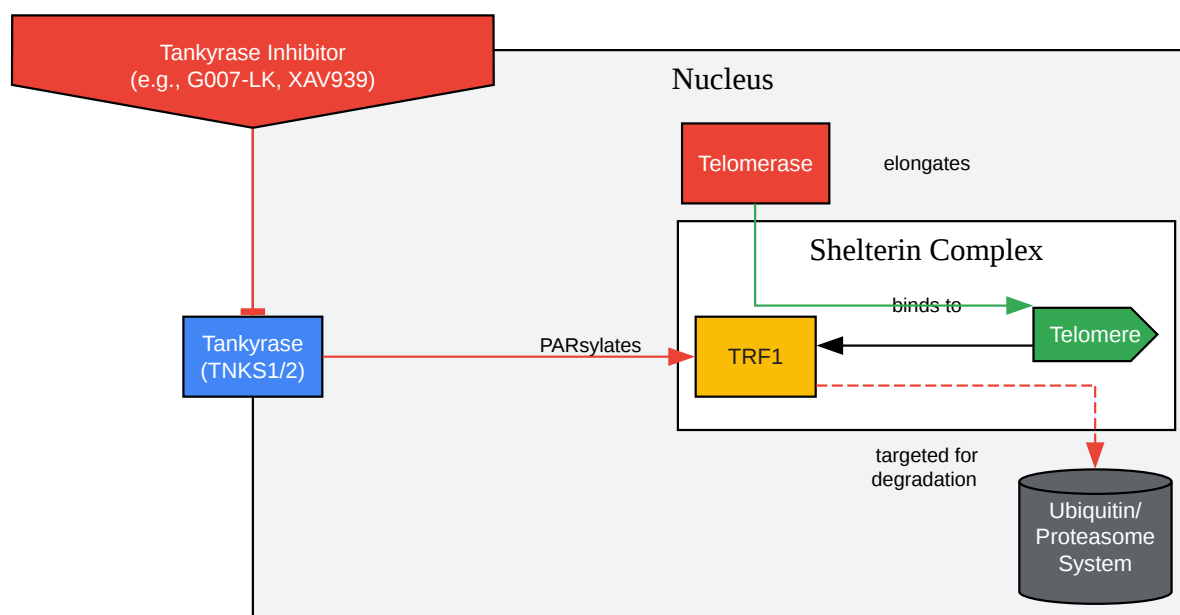 Tankyrase Inhibitor
(e.g., G007-LK, XAV939)
Nucleus
Telomerase
elongates
Shelterin Complex
binds to
Telomere
Tankyrase
(TNKS1/2)
PARsylates
TRF1
targeted for
degradation
Ubiquitin/
Proteasome
System